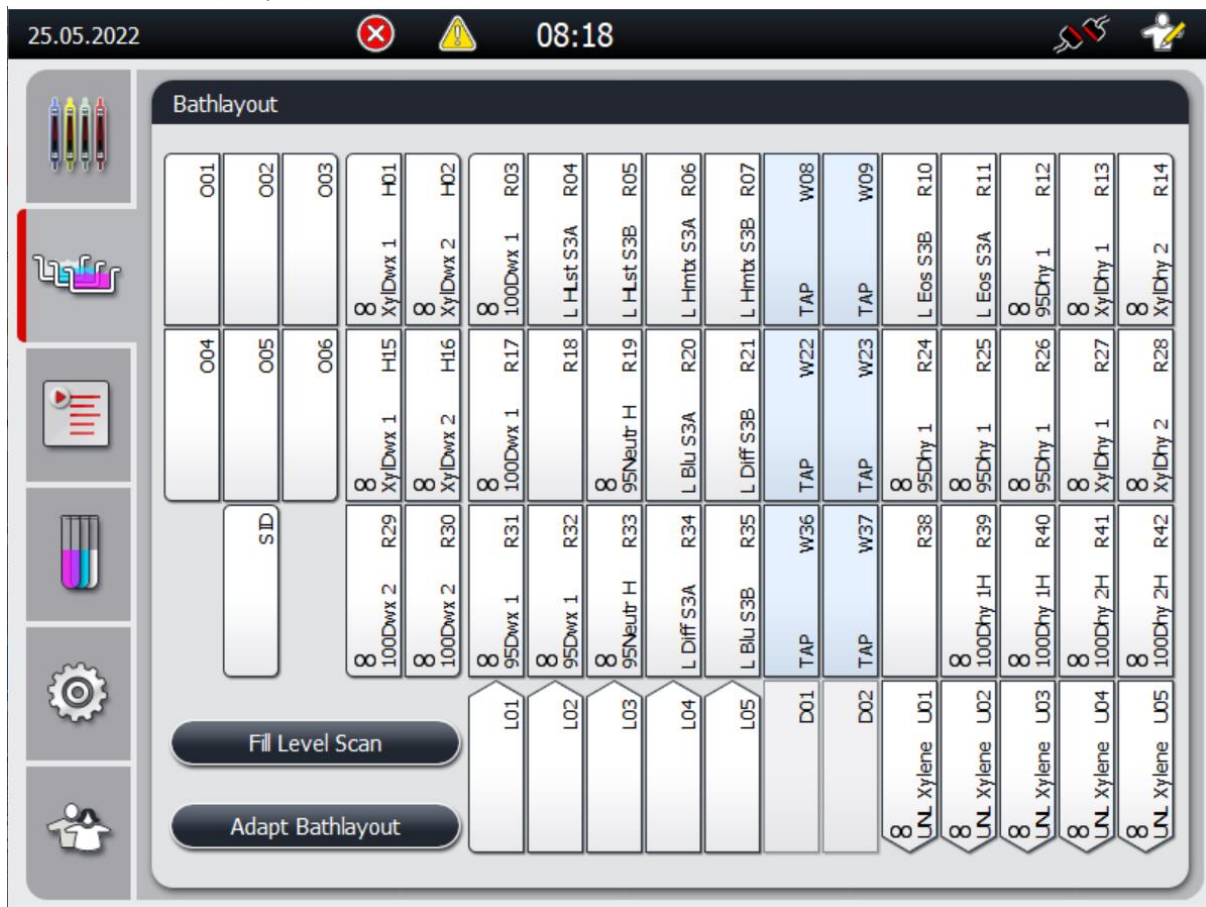 25.05.2022
08:18
Bathlayout
O01
O02
O03
∞ XylDwx 1 H01
∞ XylDwx 2 H02
∞ 100Dwx 1 R03
L HLst S3A R04
L HLst S3B R05
L Hmtx S3A R06
L Hmtx S3B R07
TAP W08
TAP W09
L Eos S3B R10
L Eos S3A R11
∞ 95Dhy 1 R12
∞ XylDhy 1 R13
∞ XylDhy 2 R14
O04
O05
O06
∞ XylDwx 1 H15
∞ XylDwx 2 H16
∞ 100Dwx 1 R17
R18
∞ 95Neutr H R19
L Blu S3A R20
L Diff S3B R21
TAP W22
TAP W23
∞ 95Dhy 1 R24
∞ 95Dhy 1 R25
∞ 95Dhy 1 R26
∞ XylDhy 1 R27
∞ XylDhy 2 R28
SID
∞ 100Dwx 2 R29
∞ 100Dwx 2 R30
∞ 95Dwx 1 R31
∞ 95Dwx 1 R32
∞ 95Neutr H R33
L Diff S3A R34
L Blu S3B R35
TAP W36
TAP W37
R38
∞ 100Dhy 1H R39
∞ 100Dhy 1H R40
∞ 100Dhy 2H R41
∞ 100Dhy 2H R42
L01
L02
L03
L04
L05
D01
D02
∞ UNL Xylene U01
∞ UNL Xylene U02
∞ UNL Xylene U03
∞ UNL Xylene U04
∞ UNL Xylene U05
Fill Level Scan
Adapt Bathlayout